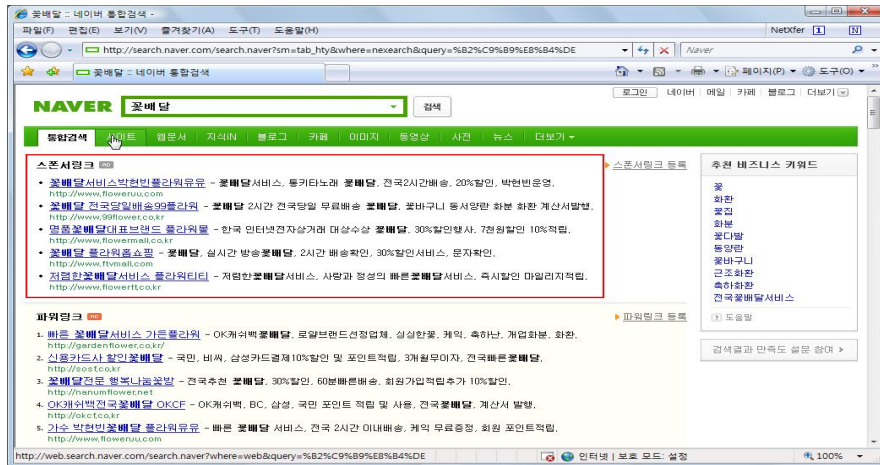 꽃배달 :: 네이버 통합검색 -
파일(F) 편집(E) 보기(V) 즐겨찾기(A) 도구(T) 도움말(H)
NetXfer
http://search.naver.com/search.naver?sm=tab_hty&where=nexearch&query=%B2%C9%B9%E8%B4%DE
Naver
꽃배달 :: 네이버 통합검색
페이지(P) 도구(O)
로그인 네이버 메일 카페 블로그 더보기
NAVER 꽃배달 검색
통합검색 사이트 웹문서 지식iN 블로그 카페 이미지 동영상 사전 뉴스 더보기
스폰서링크 AD
스폰서링크 등록
꽃배달서비스박현빈플라워유유 - 꽃배달서비스, 통키타노래 꽃배달, 전국2시간배송, 20%할인, 박현빈운영.
http://www.floweruu.com
꽃배달 전국당일배송99플라워 - 꽃배달 2시간 전국당일 무료배송 꽃배달, 꽃바구니 동서양란 화분 화환 계산서발행.
http://www.99flower.co.kr
명품꽃배달대표브랜드 플라워몰 - 한국 인터넷전자상거래 대상수상 꽃배달, 30%할인행사, 7천원할인 10%적립.
http://www.flowermall.co.kr
꽃배달 플라워홈쇼핑 - 꽃배달, 실시간 방송꽃배달, 2시간 배송확인, 30%할인서비스, 문자확인.
http://www.ftvmall.com
저렴한꽃배달서비스 플라워티티 - 저렴한꽃배달서비스, 사랑과 정성의 빠른꽃배달서비스, 즉시할인 마일리지적립.
http://www.flowertt.co.kr
파워링크 AD
파워링크 등록
1. 빠른 꽃배달서비스 가든플라워 - OK캐쉬백꽃배달, 로얄브랜드선정업체, 싱싱한꽃, 케익, 축하난, 개업화분, 화환.
http://gardenflower.co.kr/
2. 신용카드사 할인꽃배달 - 국민, 비씨, 삼성카드결제10%할인 및 포인트적립, 3개월무이자, 전국빠른꽃배달.
http://sost.co.kr
3. 꽃배달전문 행복나눔꽃방 - 전국추천 꽃배달, 30%할인, 60분빠른배송, 회원가입적립추가 10%할인.
http://nanumflower.net
4. OK캐쉬백전국꽃배달 OKCF - OK캐쉬백, BC, 삼성, 국민 포인트 적립 및 사용, 전국꽃배달, 계산서 발행.
http://okct.co.kr
5. 가수 박현빈꽃배달 플라워유유 - 빠른 꽃배달 서비스, 전국 2시간 이내배송, 케익 무료증정, 회원 포인트적립.
http://www.floweruu.com
추천 비즈니스 키워드
꽃
화환
꽃집
화분
꽃다발
동양란
꽃바구니
근조화환
축하화환
전국꽃배달서비스
도움말
검색결과 만족도 설문 참여
http://web.search.naver.com/search.naver?where=web&query=%B2%C9%B9%E8%B4%DE
인터넷 | 보호 모드: 설정
100%